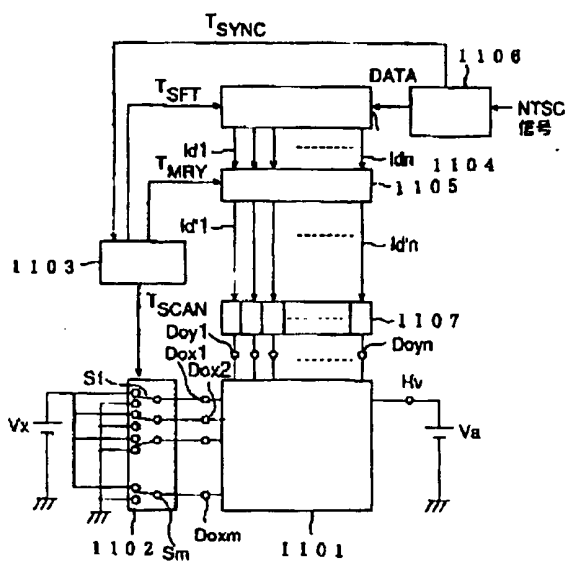 TSYNC
1106
DATA
TSFT
NTSC
信号
Id1
Idn
1104
TMRY
1105
Id'1
Id'n
1103
TSCAN
1107
Doy1
Doyn
Dox1
Dox2
S1
Hv
Vx
Va
1102
Sm
Doxm
1101